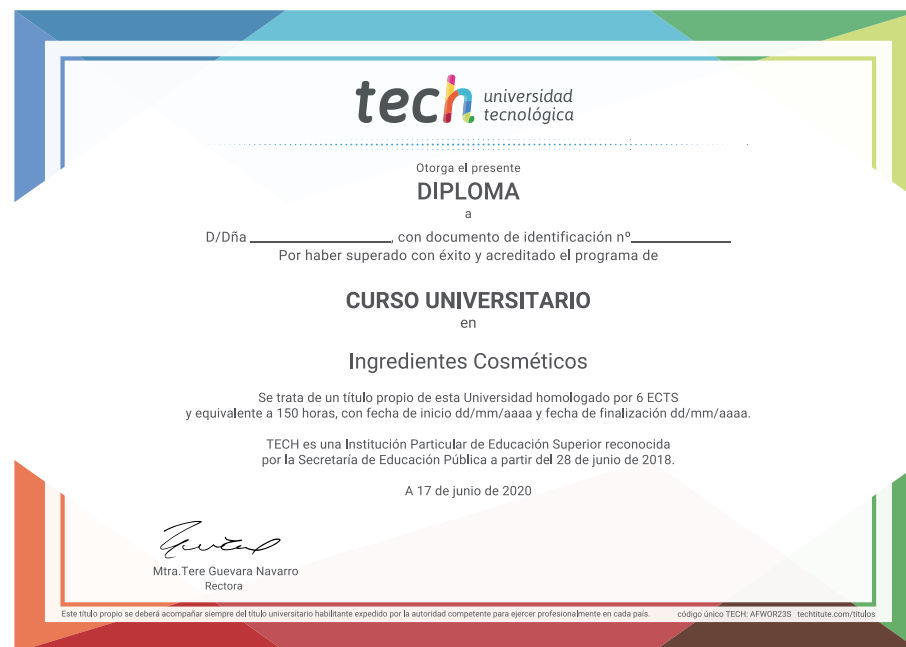 tech universidad
tecnológica
Otorga el presente
DIPLOMA
a
D/Dña ____________________, con documento de identificación nº______________
Por haber superado con éxito y acreditado el programa de
CURSO UNIVERSITARIO
en
Ingredientes Cosméticos
Se trata de un título propio de esta Universidad homologado por 6 ECTS
y equivalente a 150 horas, con fecha de inicio dd/mm/aaaa y fecha de finalización dd/mm/aaaa.
TECH es una Institución Particular de Educación Superior reconocida
por la Secretaría de Educación Pública a partir del 28 de junio de 2018.
A 17 de junio de 2020
Mtra.Tere Guevara Navarro
Rectora
Este título propio se deberá acompañar siempre del título universitario habilitante expedido por la autoridad competente para ejercer profesionalmente en cada país. código único TECH: AFWOR23S techtitute.com/titulos